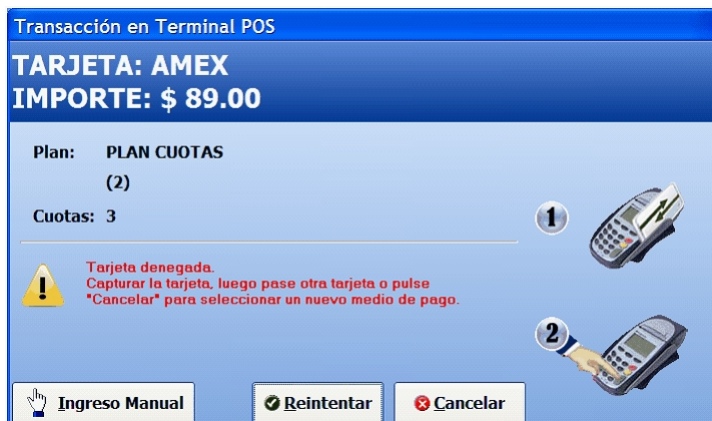 Transacción en Terminal POS
TARJETA: AMEX
IMPORTE: $ 89.00
Plan: PLAN CUOTAS
(2)
Cuotas: 3
1
Tarjeta denegada.
Capturar la tarjeta, luego pase otra tarjeta o pulse
"Cancelar" para seleccionar un nuevo medio de pago.
2
Ingreso Manual
Reintentar
Cancelar